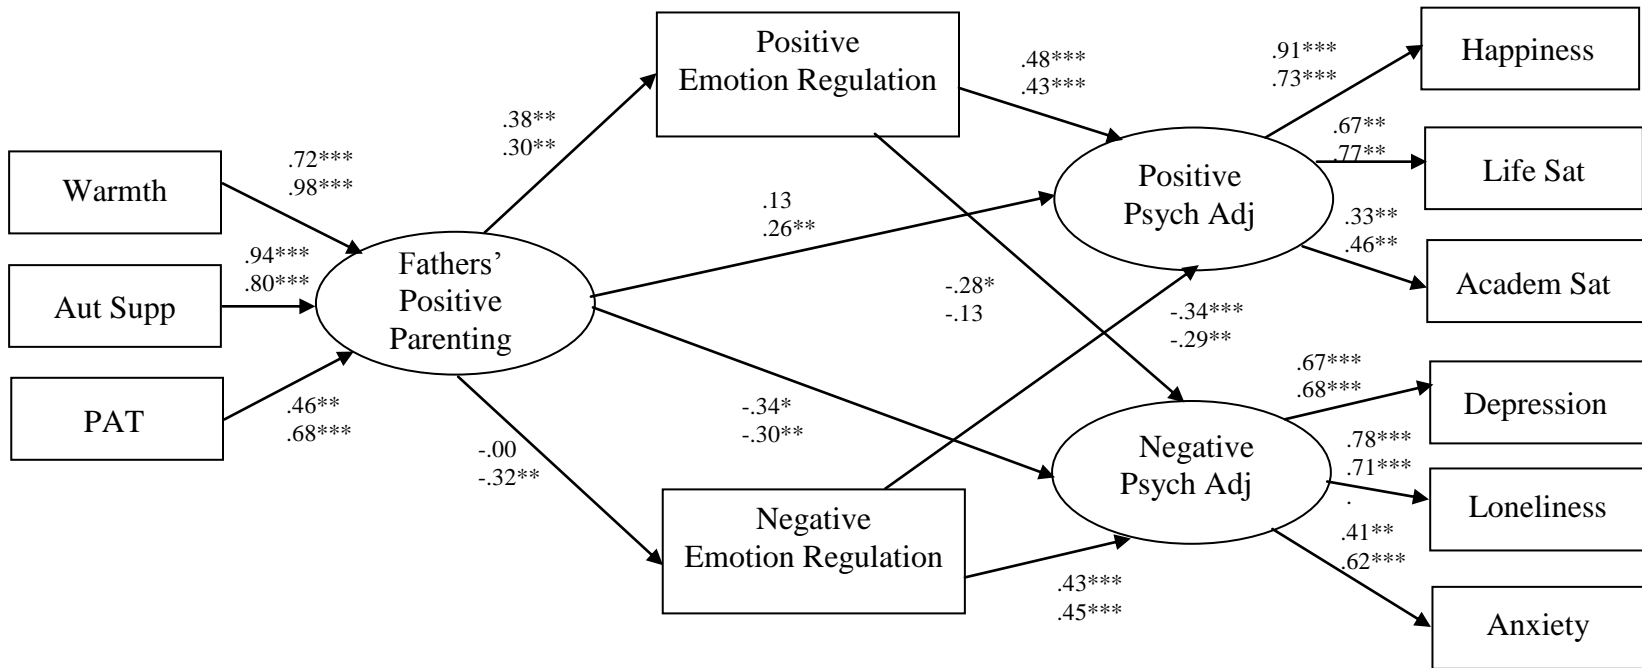 Warmth
Aut Supp
PAT
.72***
.98***
.94***
.80***
.46**
.68***
Fathers’
Positive
Parenting
.38**
.30**
-.00
-.32**
Positive
Emotion Regulation
.13
.26**
-.34*
-.30**
Negative
Emotion Regulation
.48***
.43***
-.28*
-.13
-.34***
-.29**
.43***
.45***
Positive
Psych Adj
Negative
Psych Adj
.91***
.73***
.67**
.77**
.33**
.46**
.67***
.68***
.78***
.71***
.
.41**
.62***
Happiness
Life Sat
Academ Sat
Depression
Loneliness
Anxiety